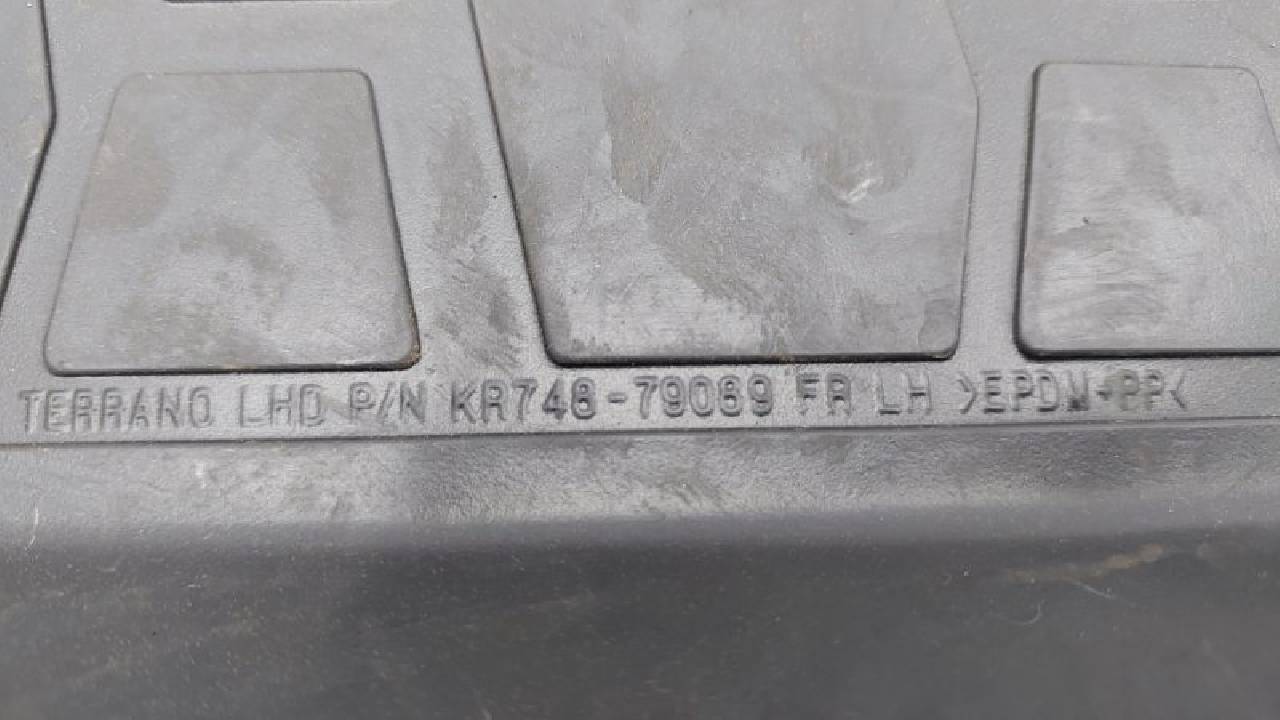 TERRANO LHD P/N KR748-79089 FR LH >EPDM+PP<